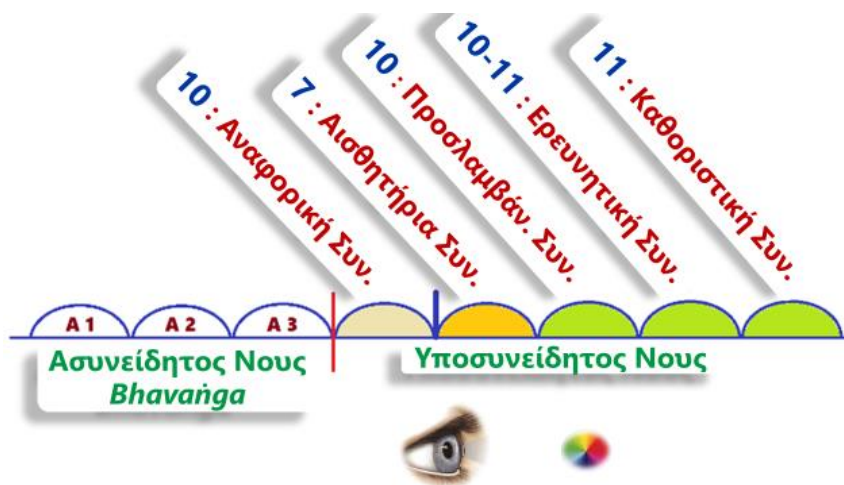 10 : Αναφορική Συν.
7 : Αισθητήρια Συν.
10 : Προσλαμβάν. Συν.
10-11 : Ερευνητική Συν.
11 : Καθοριστική Συν.
A 1
A 2
A 3
Ασυνείδητος Νους
Bhavaṅga
Υποσυνείδητος Νους